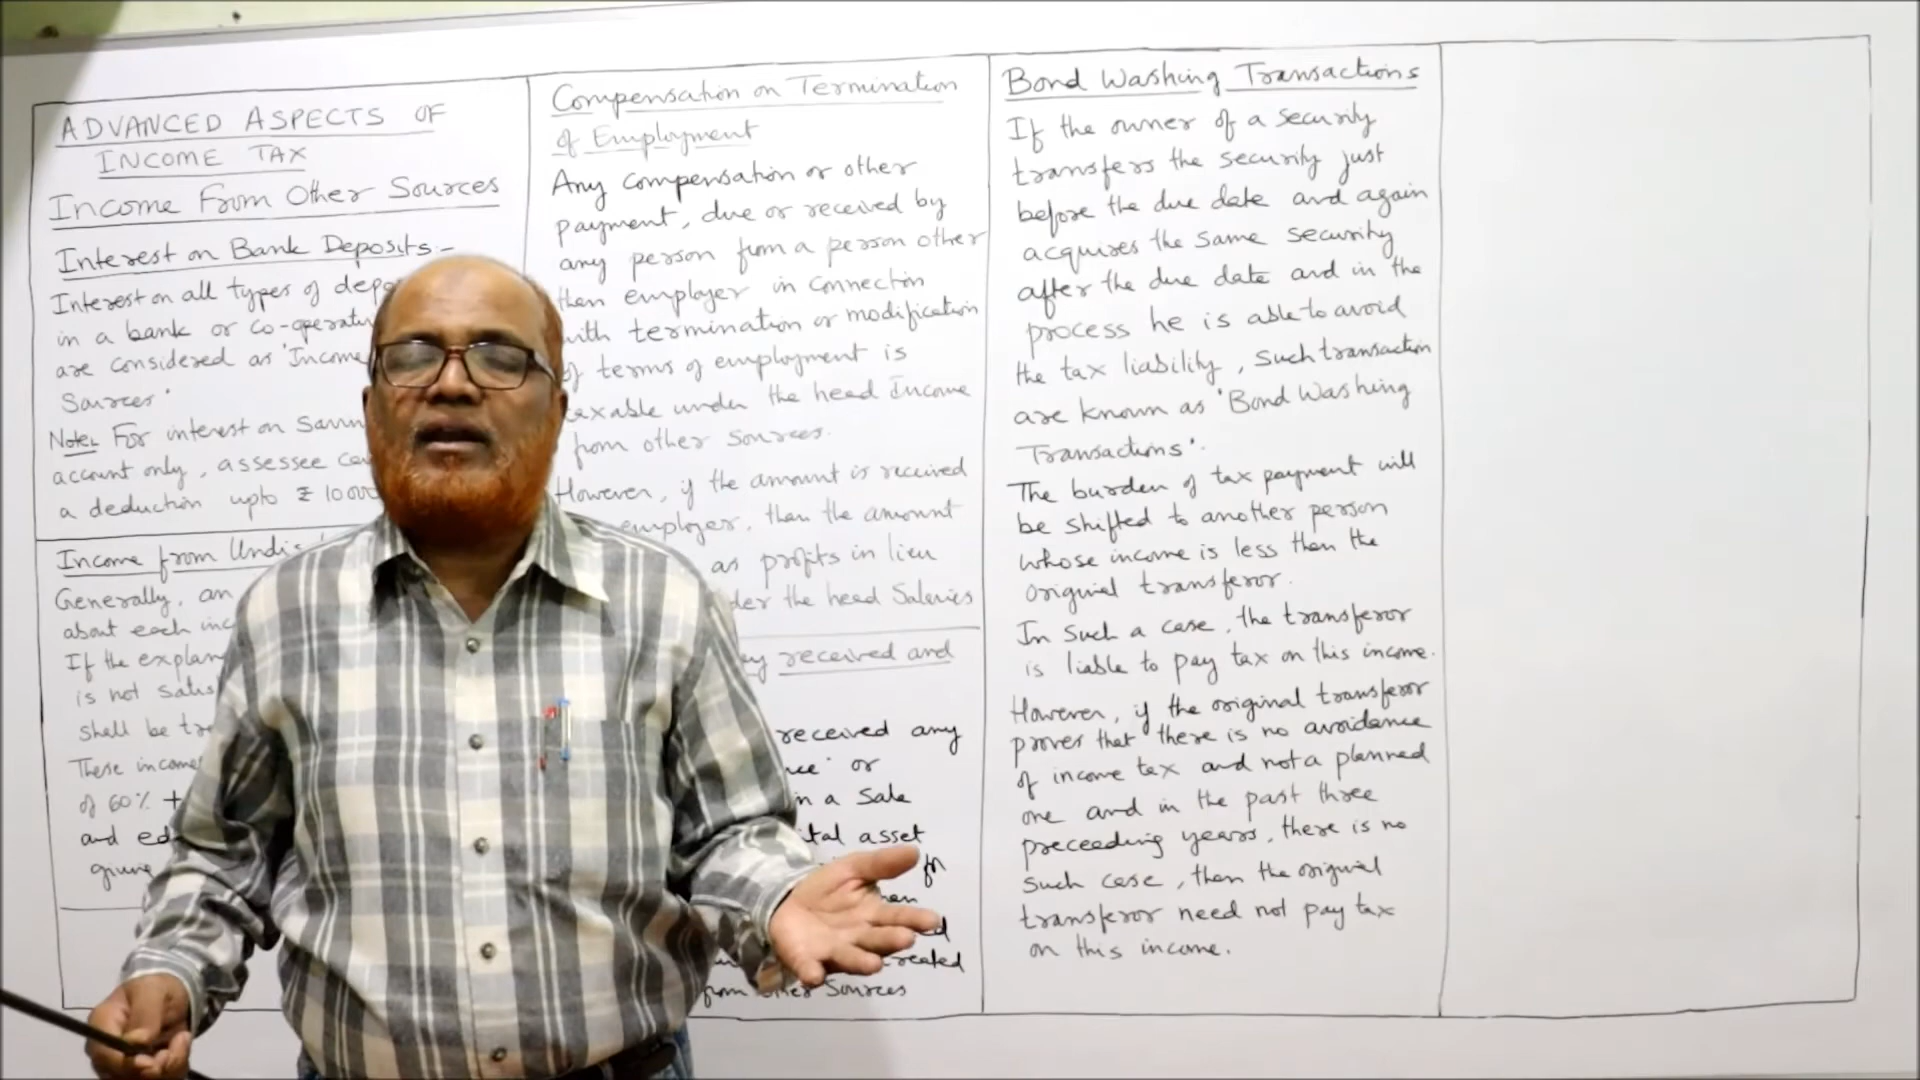 ADVANCED ASPECTS OF
INCOME TAX
Income From Other Sources
Interest on Bank Deposits:-
Interest on all types of
in a bank or
are considered as 'Income
Sources'
Note: For interest on
account only, assessee
a deduction upto ₹ 10000
Income from
Generally, an
about each
If the
is not
shall be
These income
of 60% +
and
giving
Compensation on Termination
of Employment
Any compensation or other
payment, due or received by
any person from a person other
then employer in connection
with termination or modification
of terms of employment is
taxable under the head Income
from other sources.
However, if the amount is received
employer, then the amount
as profits in lieu
the head Salaries
received and
received any
or
in a Sale
asset
from Other Sources
Bond Washing Transactions
If the owner of a security
transfers the security just
before the due date and again
acquires the same security
after the due date and in the
process he is able to avoid
the tax liability, such transaction
are known as 'Bond Washing
Transactions'.
The burden of tax payment will
be shifted to another person
whose income is less then the
original transferor.
In such a case, the transferor
is liable to pay tax on this income.
However, if the original transferor
proves that there is no avoidance
of income tax and not a planned
one and in the past three
preceeding years, there is no
such case, then the original
transferor need not pay tax
on this income.